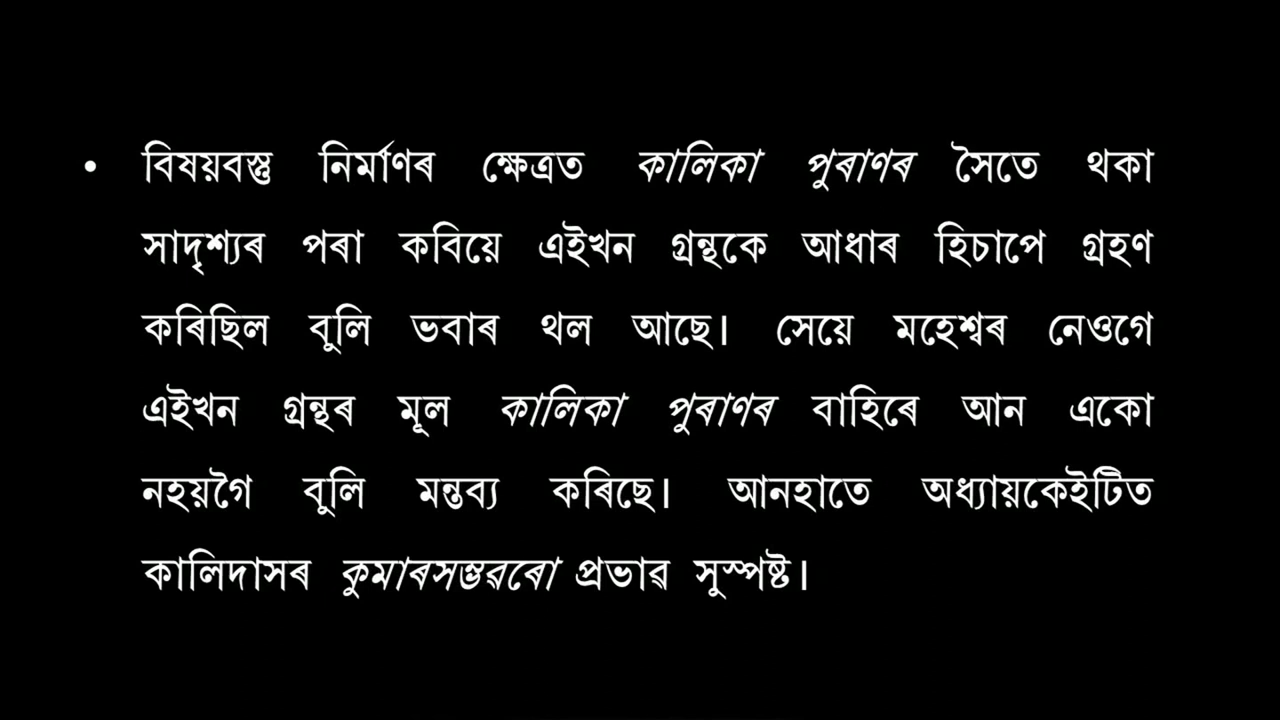 • বিষয়বস্তু নিৰ্মাণৰ ক্ষেত্ৰত কালিকা পুৰাণৰ সৈতে থকা
সাদৃশ্যৰ পৰা কবিয়ে এইখন গ্ৰন্থকে আধাৰ হিচাপে গ্ৰহণ
কৰিছিল বুলি ভবাৰ থল আছে। সেয়ে মহেশ্বৰ নেওগে
এইখন গ্ৰন্থৰ মূল কালিকা পুৰাণৰ বাহিৰে আন একো
নহয়গৈ বুলি মন্তব্য কৰিছে। আনহাতে অধ্যায়কেইটিত
কালিদাসৰ কুমাৰসম্ভৱৰো প্ৰভাৱ সুস্পষ্ট।